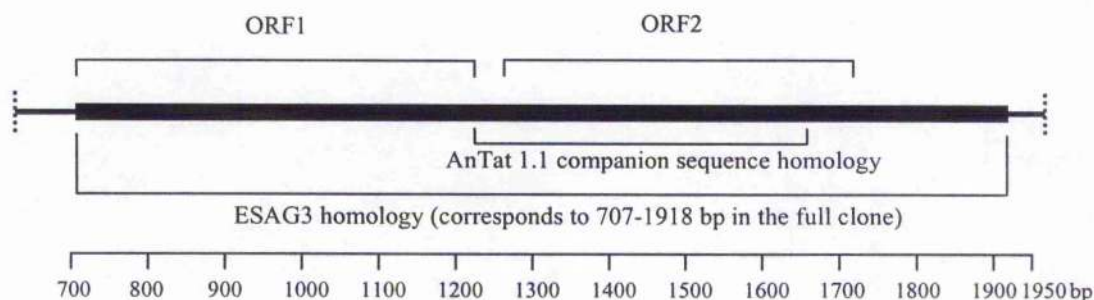 ORF1 ORF2
AnTat 1.1 companion sequence homology
ESAG3 homology (corresponds to 707-1918 bp in the full clone)
700 800 900 1000 1100 1200 1300 1400 1500 1600 1700 1800 1900 1950 bp